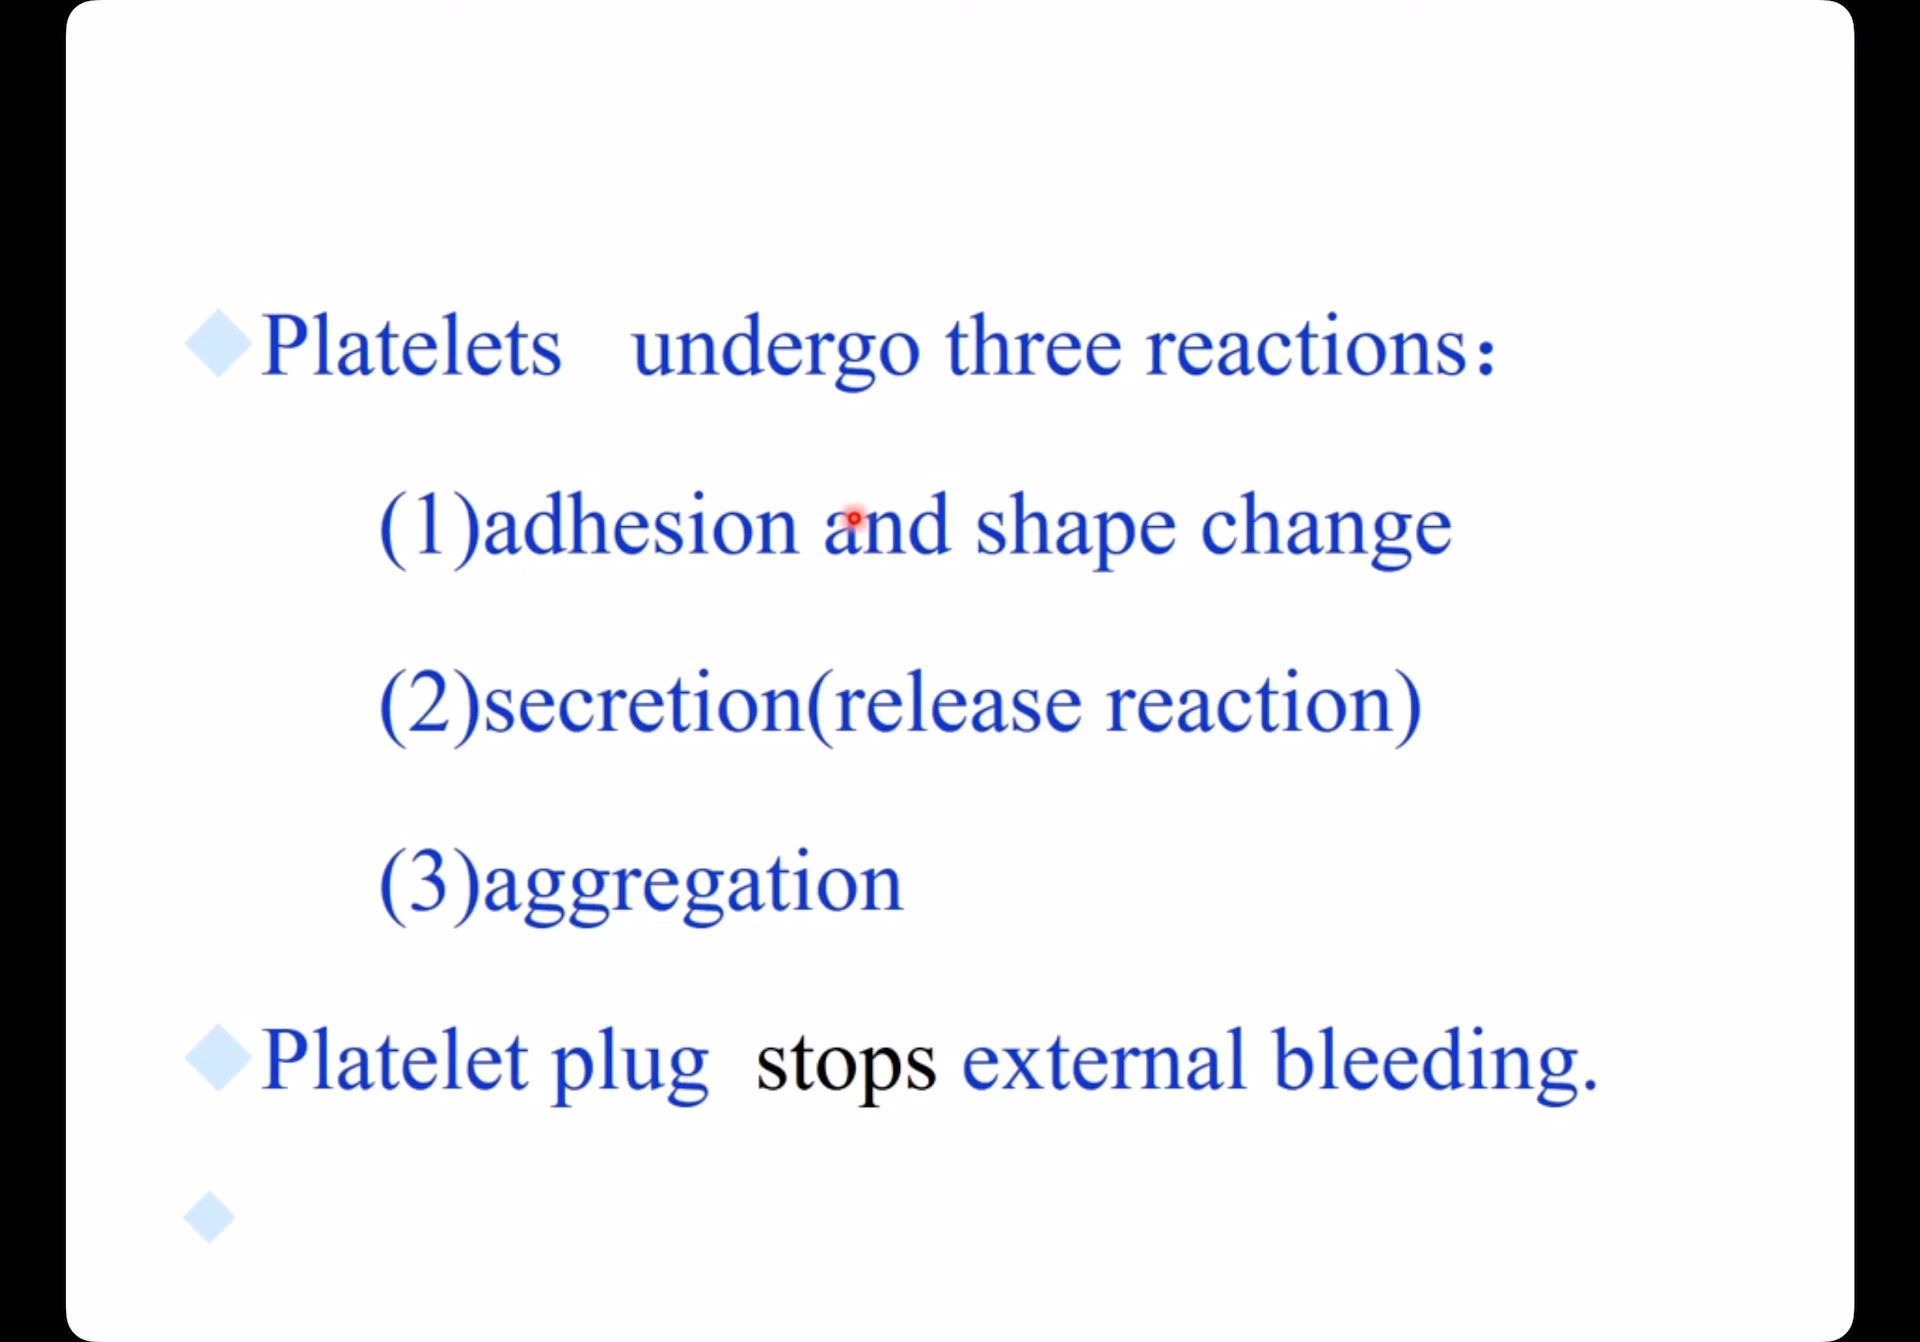 Platelets undergo three reactions：
(1)adhesion and shape change
(2)secretion(release reaction)
(3)aggregation
Platelet plug stops external bleeding.